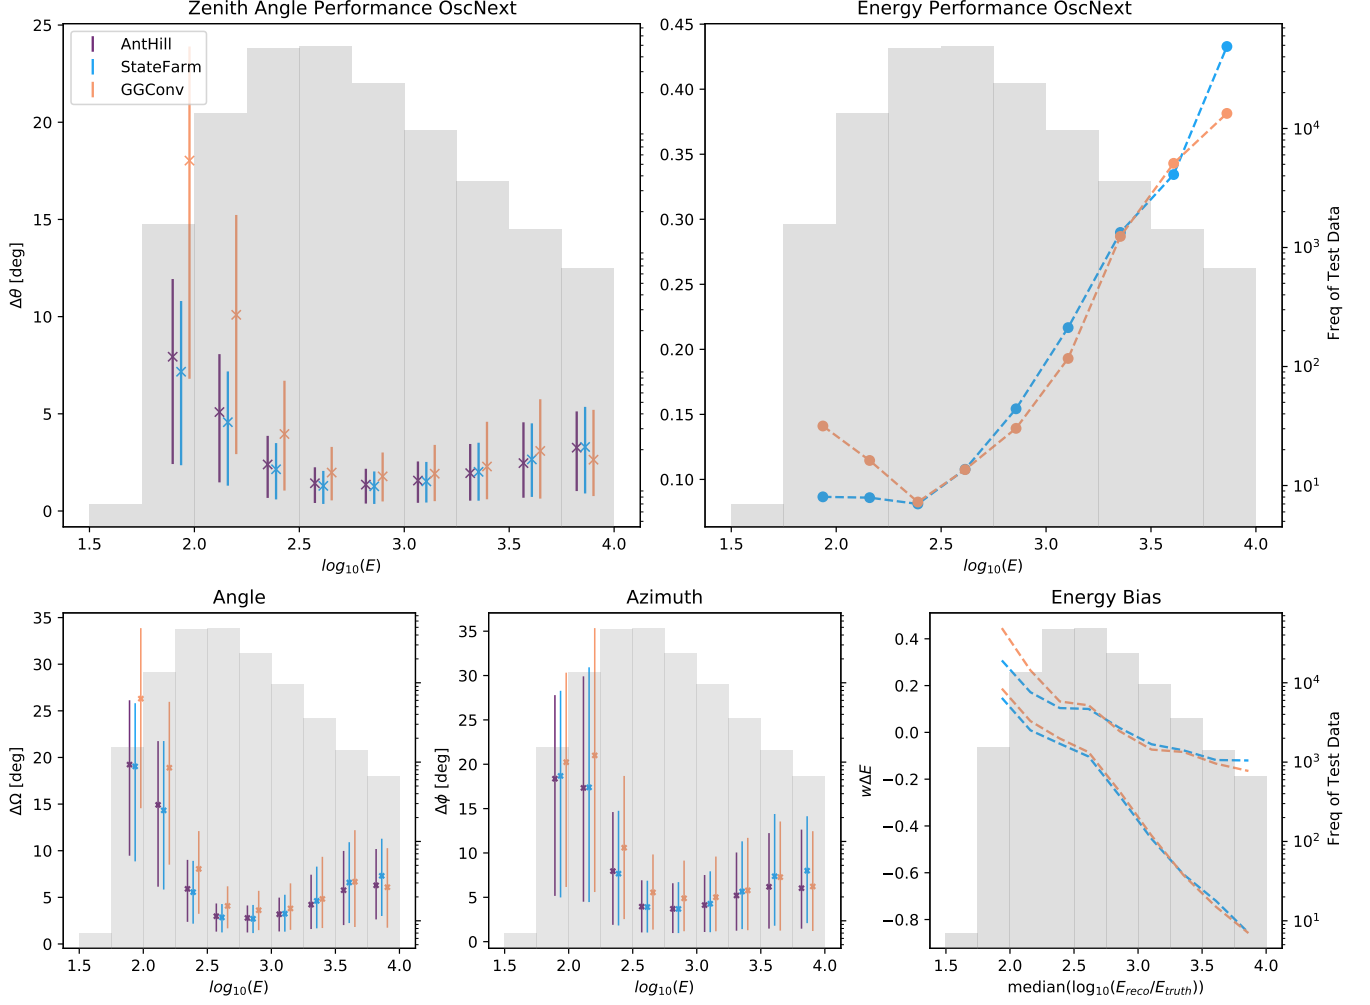 Zenith Angle Performance OscNext
25
20
15
10
5
0
Δθ [deg]
AntHill
StateFarm
GGConv
1.5 2.0 2.5 3.0 3.5 4.0
log10(E)
Energy Performance OscNext
0.45
0.40
0.35
0.30
0.25
0.20
0.15
0.10
10^4
10^3
10^2
10^1
Freq of Test Data
1.5 2.0 2.5 3.0 3.5 4.0
log10(E)
Angle
35
30
25
20
15
10
5
0
ΔΩ [deg]
1.5 2.0 2.5 3.0 3.5 4.0
log10(E)
Azimuth
35
30
25
20
15
10
5
0
Δϕ [deg]
1.5 2.0 2.5 3.0 3.5 4.0
log10(E)
Energy Bias
0.4
0.2
0.0
−0.2
−0.4
−0.6
−0.8
wΔE
10^4
10^3
10^2
10^1
Freq of Test Data
1.5 2.0 2.5 3.0 3.5 4.0
median(log10(Ereco/Etruth))